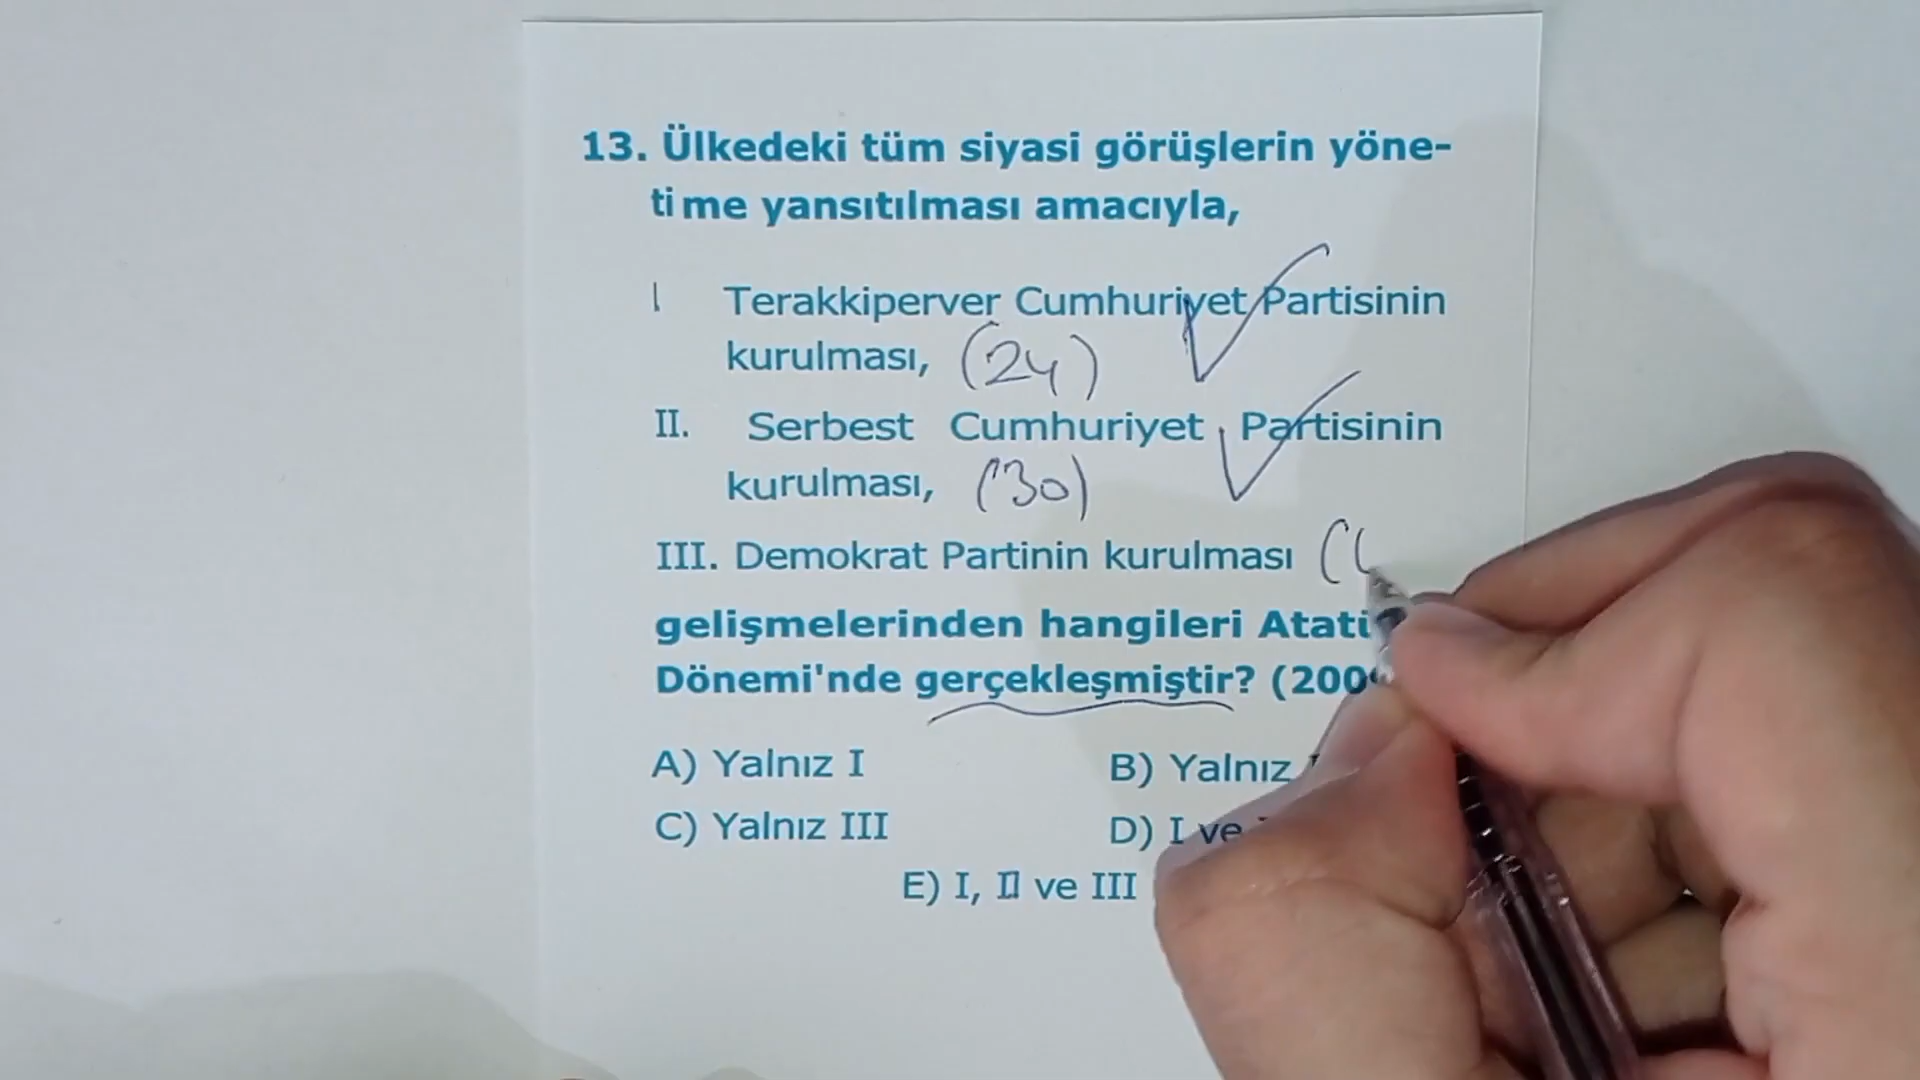 13. Ülkedeki tüm siyasi görüşlerin yöne-
time yansıtılması amacıyla,
I Terakkiperver Cumhuriyet Partisinin
kurulması, (24)
II. Serbest Cumhuriyet Partisinin
kurulması, (30)
III. Demokrat Partinin kurulması (
gelişmelerinden hangileri
Dönemi'nde gerçekleşmiştir? (200
A) Yalnız I
B) Yalnız
C) Yalnız III
D) I ve
E) I, II ve III